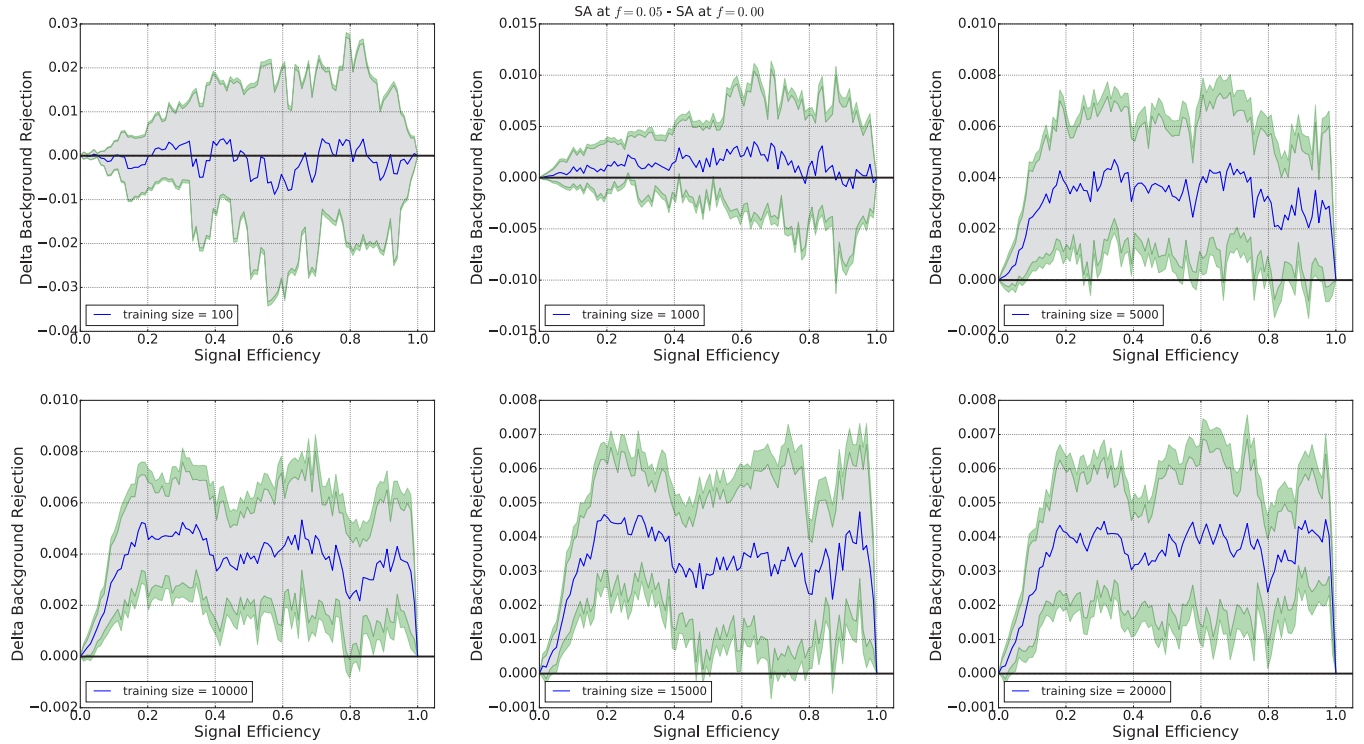 SA at f=0.05 - SA at f=0.00
Delta Background Rejection
0.03
0.02
0.01
0.00
−0.01
−0.02
−0.03
−0.04
0.0 0.2 0.4 0.6 0.8 1.0
training size = 100
Signal Efficiency
Delta Background Rejection
0.015
0.010
0.005
0.000
−0.005
−0.010
−0.015
0.0 0.2 0.4 0.6 0.8 1.0
training size = 1000
Signal Efficiency
Delta Background Rejection
0.010
0.008
0.006
0.004
0.002
0.000
−0.002
0.0 0.2 0.4 0.6 0.8 1.0
training size = 5000
Signal Efficiency
Delta Background Rejection
0.010
0.008
0.006
0.004
0.002
0.000
−0.002
0.0 0.2 0.4 0.6 0.8 1.0
training size = 10000
Signal Efficiency
Delta Background Rejection
0.008
0.007
0.006
0.005
0.004
0.003
0.002
0.001
0.000
−0.001
0.0 0.2 0.4 0.6 0.8 1.0
training size = 15000
Signal Efficiency
Delta Background Rejection
0.008
0.007
0.006
0.005
0.004
0.003
0.002
0.001
0.000
−0.001
0.0 0.2 0.4 0.6 0.8 1.0
training size = 20000
Signal Efficiency